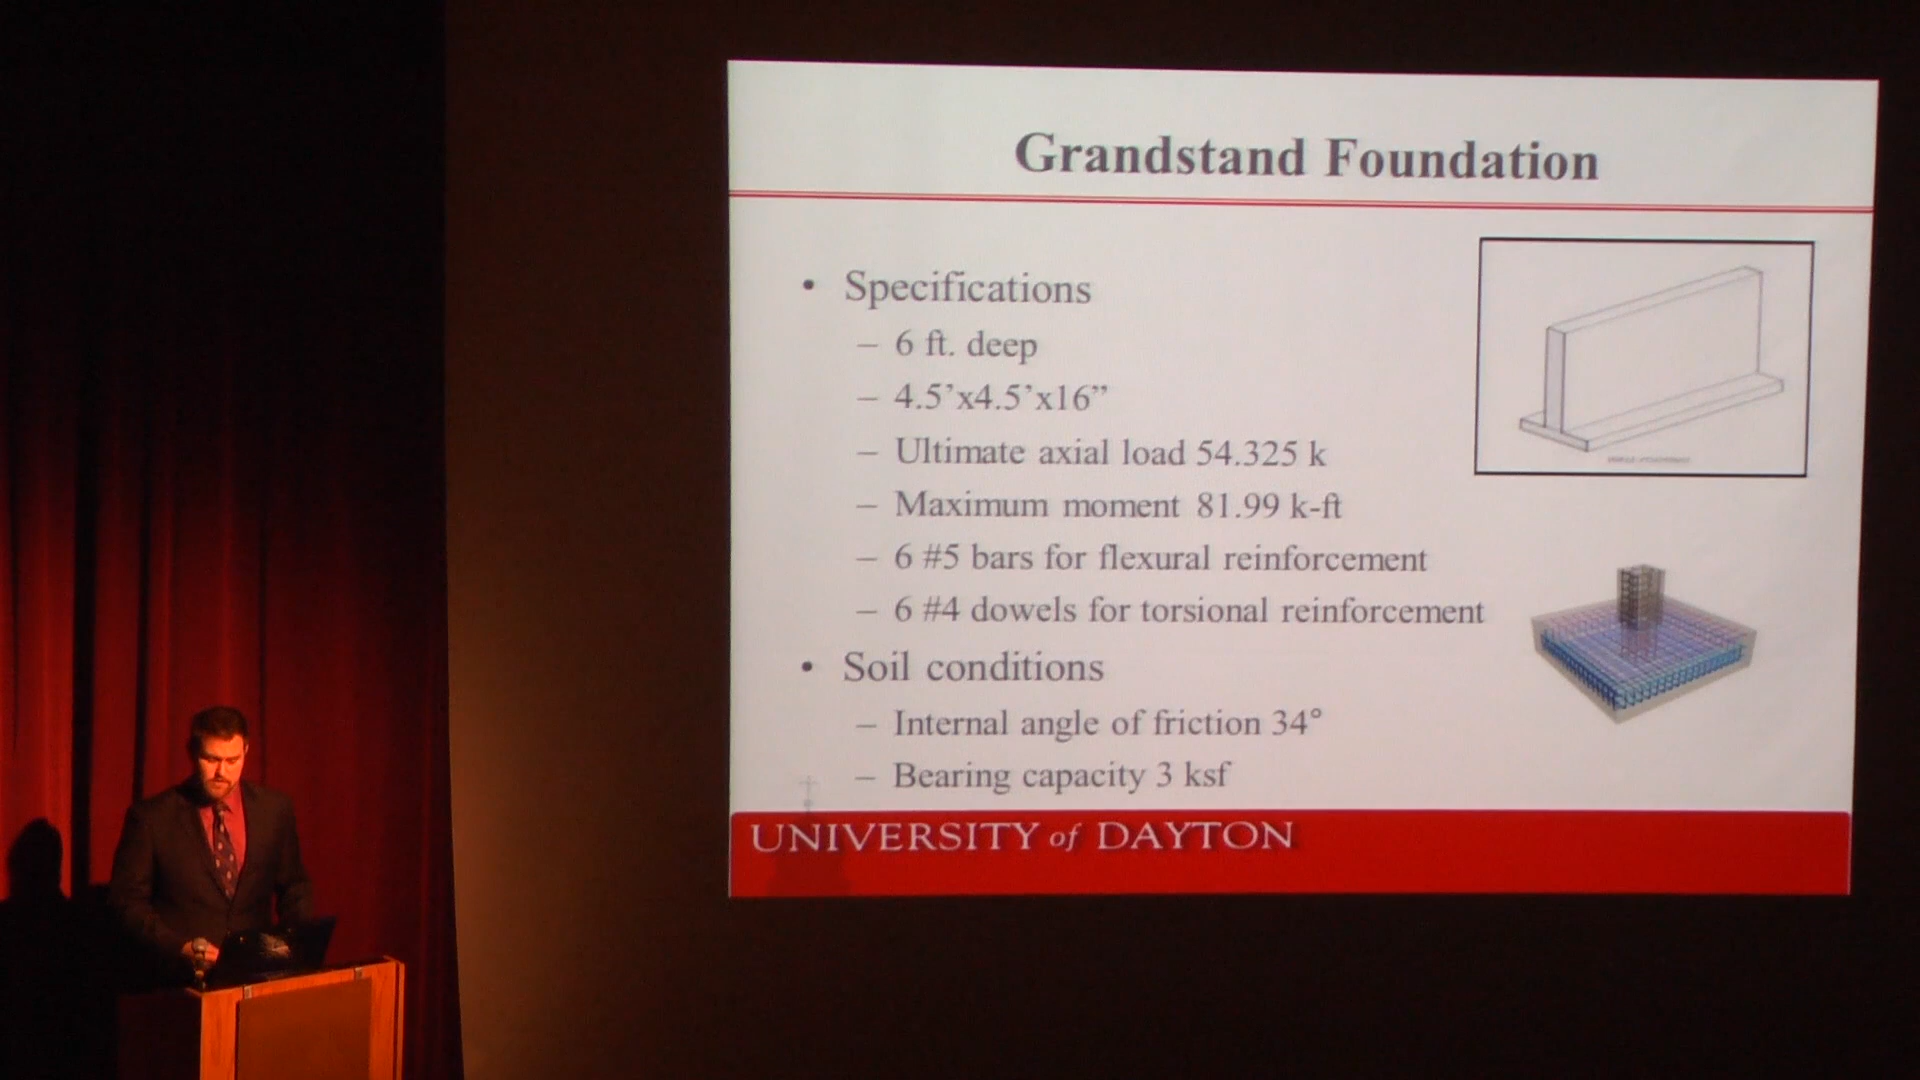 Grandstand Foundation
• Specifications
– 6 ft. deep
– 4.5’x4.5’x16”
– Ultimate axial load 54.325 k
– Maximum moment 81.99 k-ft
– 6 #5 bars for flexural reinforcement
– 6 #4 dowels for torsional reinforcement
• Soil conditions
– Internal angle of friction 34°
– Bearing capacity 3 ksf
UNIVERSITY of DAYTON